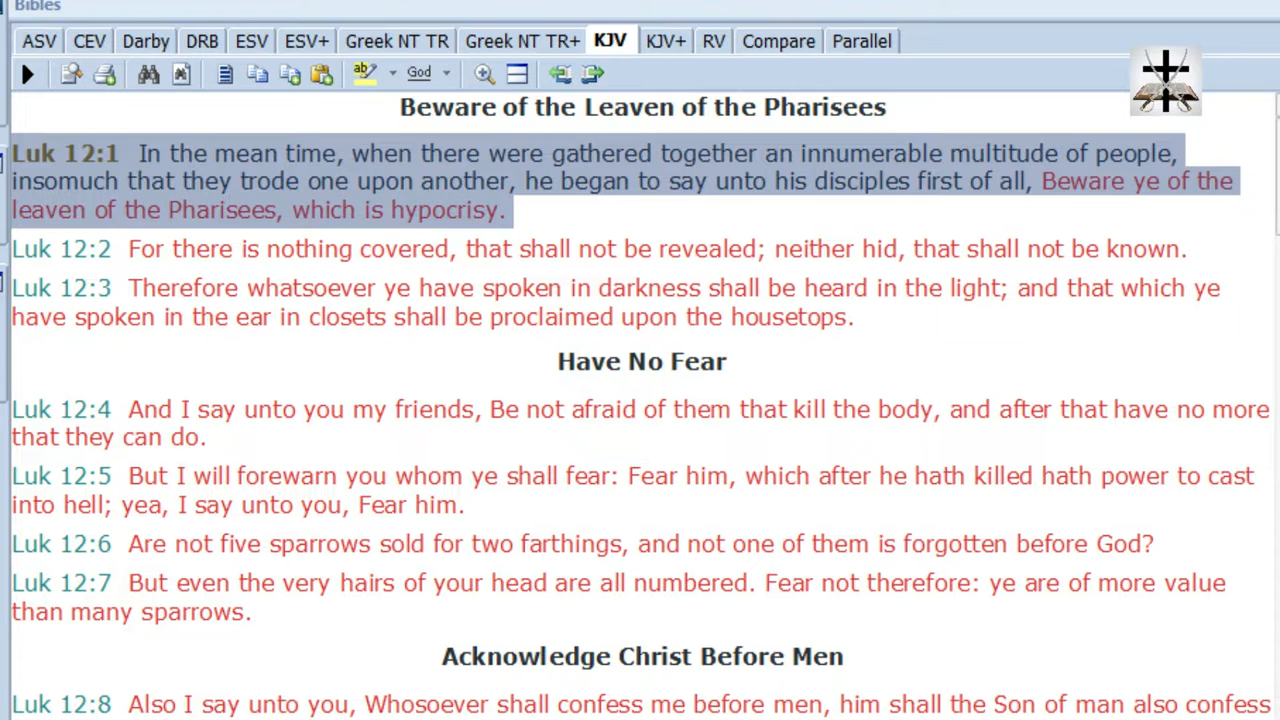 Bibles
ASV CEV Darby DRB ESV ESV+ Greek NT TR Greek NT TR+ KJV KJV+ RV Compare Parallel
ab God
Beware of the Leaven of the Pharisees
Luk 12:1 In the mean time, when there were gathered together an innumerable multitude of people,
insomuch that they trode one upon another, he began to say unto his disciples first of all, Beware ye of the
leaven of the Pharisees, which is hypocrisy.
Luk 12:2 For there is nothing covered, that shall not be revealed; neither hid, that shall not be known.
Luk 12:3 Therefore whatsoever ye have spoken in darkness shall be heard in the light; and that which ye
have spoken in the ear in closets shall be proclaimed upon the housetops.
Have No Fear
Luk 12:4 And I say unto you my friends, Be not afraid of them that kill the body, and after that have no more
that they can do.
Luk 12:5 But I will forewarn you whom ye shall fear: Fear him, which after he hath killed hath power to cast
into hell; yea, I say unto you, Fear him.
Luk 12:6 Are not five sparrows sold for two farthings, and not one of them is forgotten before God?
Luk 12:7 But even the very hairs of your head are all numbered. Fear not therefore: ye are of more value
than many sparrows.
Acknowledge Christ Before Men
Luk 12:8 Also I say unto you, Whosoever shall confess me before men, him shall the Son of man also confess